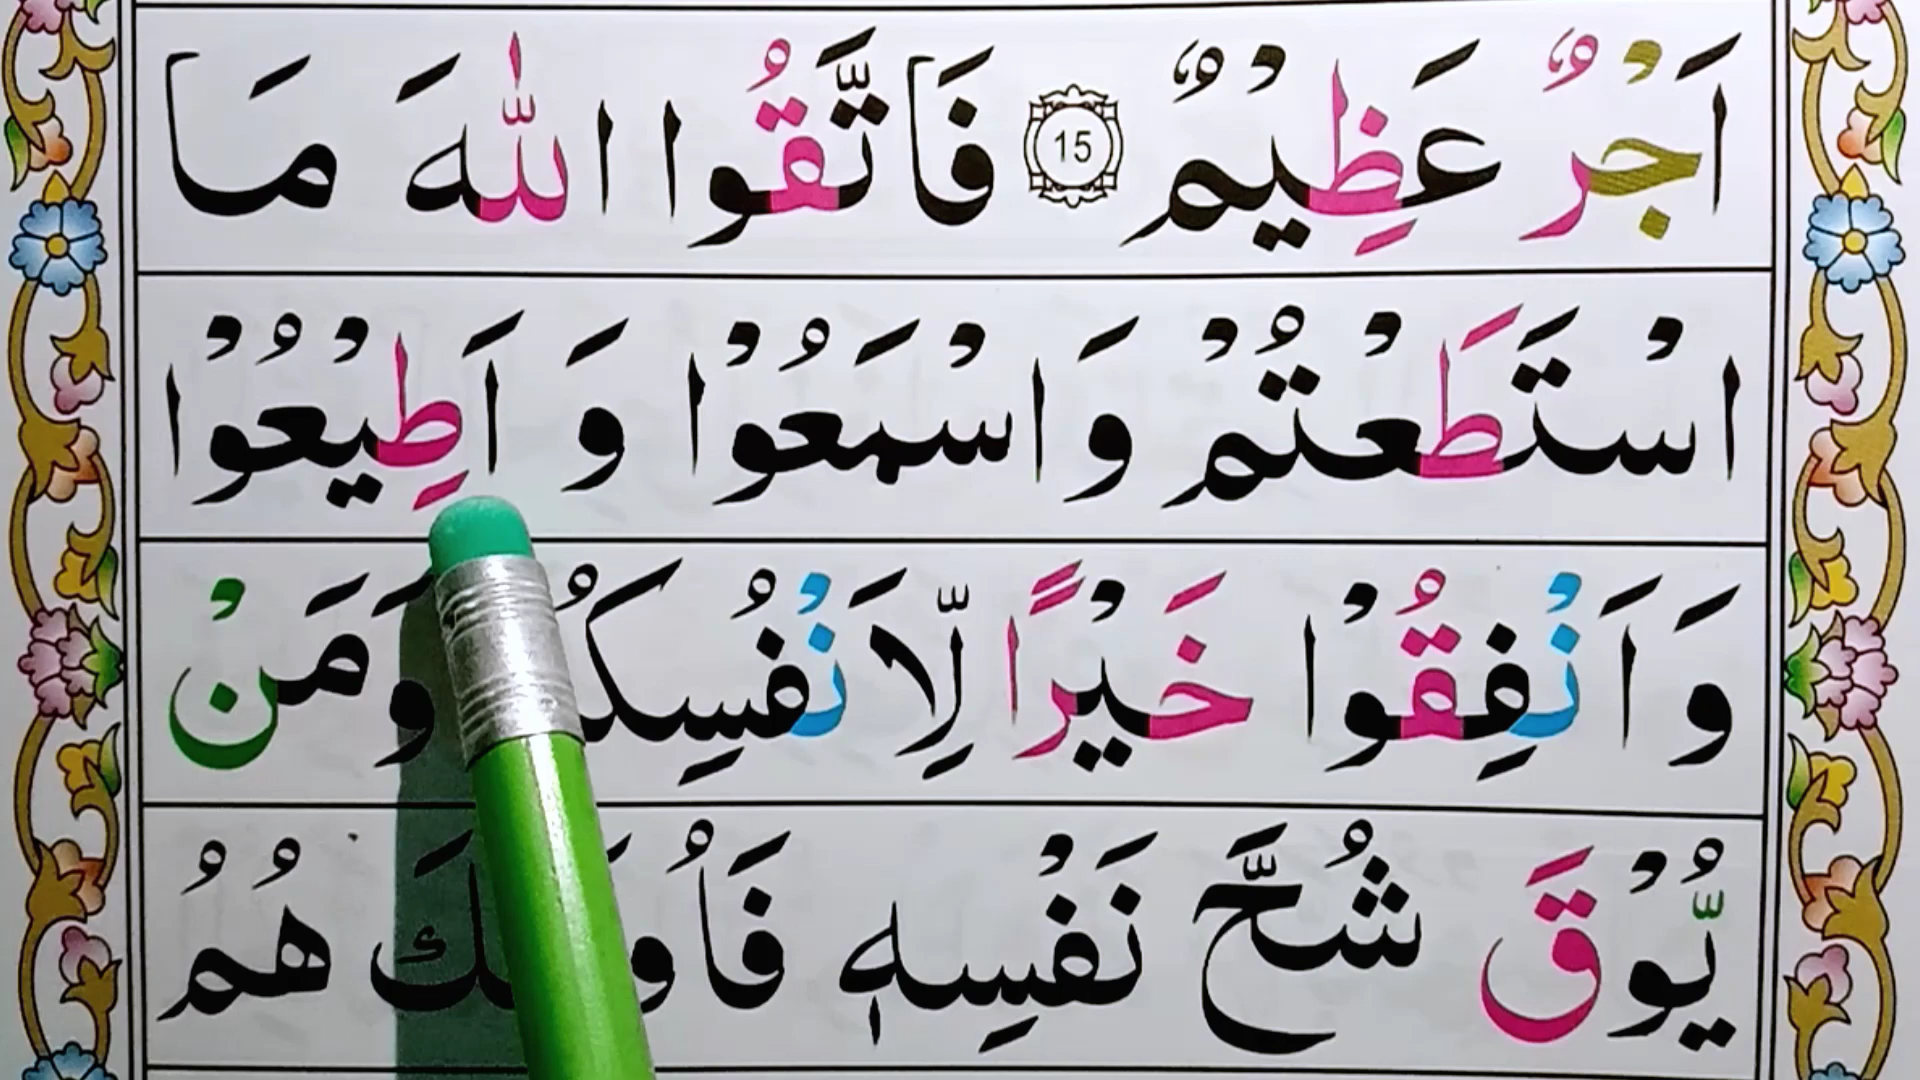 اَجْرٌ عَظِيْمٌ 15 فَاتَّقُوا اللّٰهَ مَا
اسْتَطَعْتُمْ وَ اسْمَعُوْا وَ اَطِيْعُوْا
وَ اَنْفِقُوْا خَيْرًا لِّاَنْفُسِكُ وَ مَنْ
يُّوْقَ شُحَّ نَفْسِهٖ هُمُ